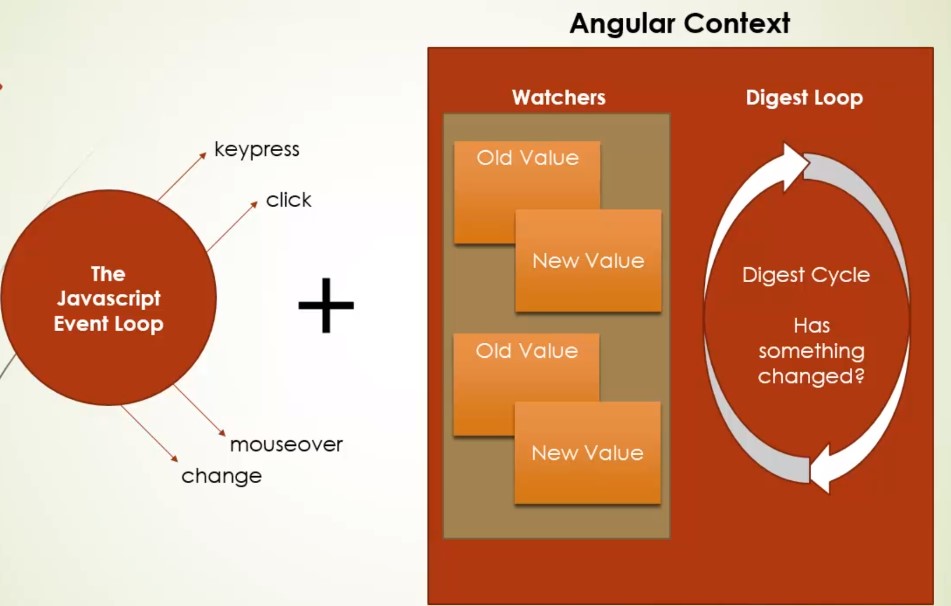 Angular Context
The
Javascript
Event Loop
keypress
click
mouseover
change
+
Watchers
Old Value
New Value
Old Value
New Value
Digest Loop
Digest Cycle
Has
something
changed?